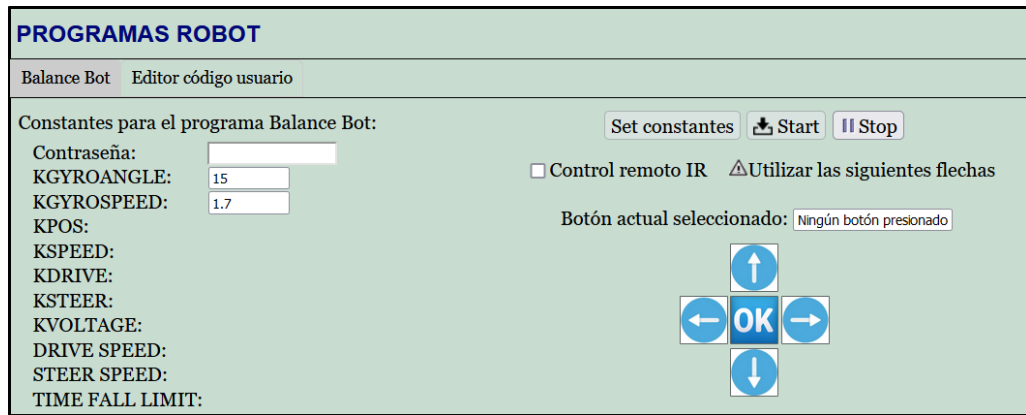 PROGRAMAS ROBOT
Balance Bot Editor código usuario
Constantes para el programa Balance Bot:
Contraseña:
KGYROANGLE: 15
KGYROSPEED: 1.7
KPOS:
KSPEED:
KDRIVE:
KSTEER:
KVOLTAGE:
DRIVE SPEED:
STEER SPEED:
TIME FALL LIMIT:
Set constantes Start Stop
Control remoto IR Utilizar las siguientes flechas
Botón actual seleccionado: Ningún botón presionado
OK